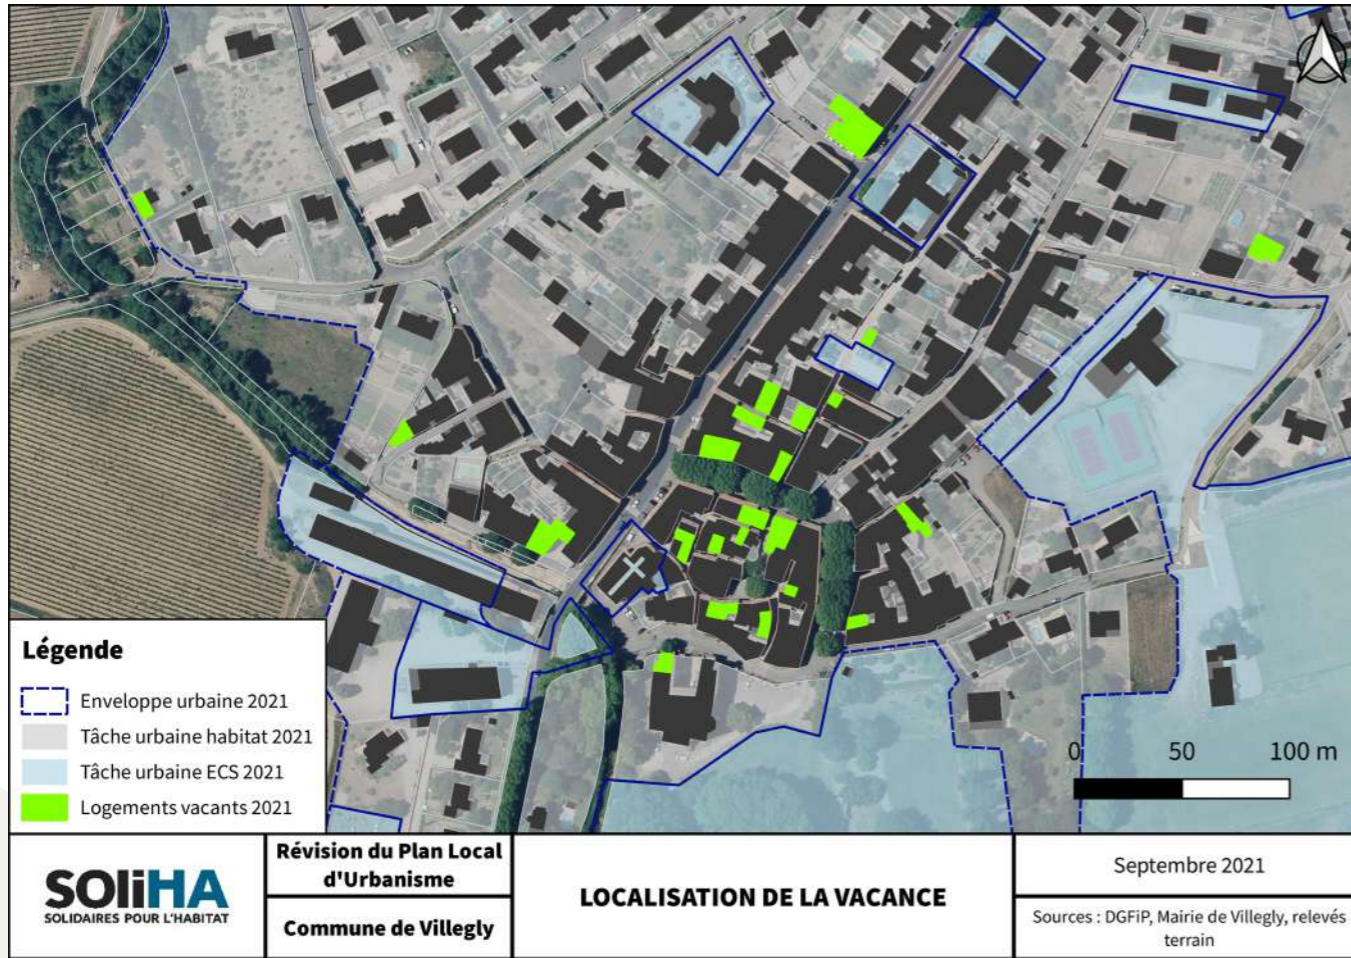 Légende
Enveloppe urbaine 2021
Tâche urbaine habitat 2021
Tâche urbaine ECS 2021
Logements vacants 2021
0 50 100 m
SOLiHA
SOLIDAIRES POUR L'HABITAT
Révision du Plan Local
d'Urbanisme
Commune de Villegly
LOCALISATION DE LA VACANCE
Septembre 2021
Sources : DGFiP, Mairie de Villegly, relevés
terrain